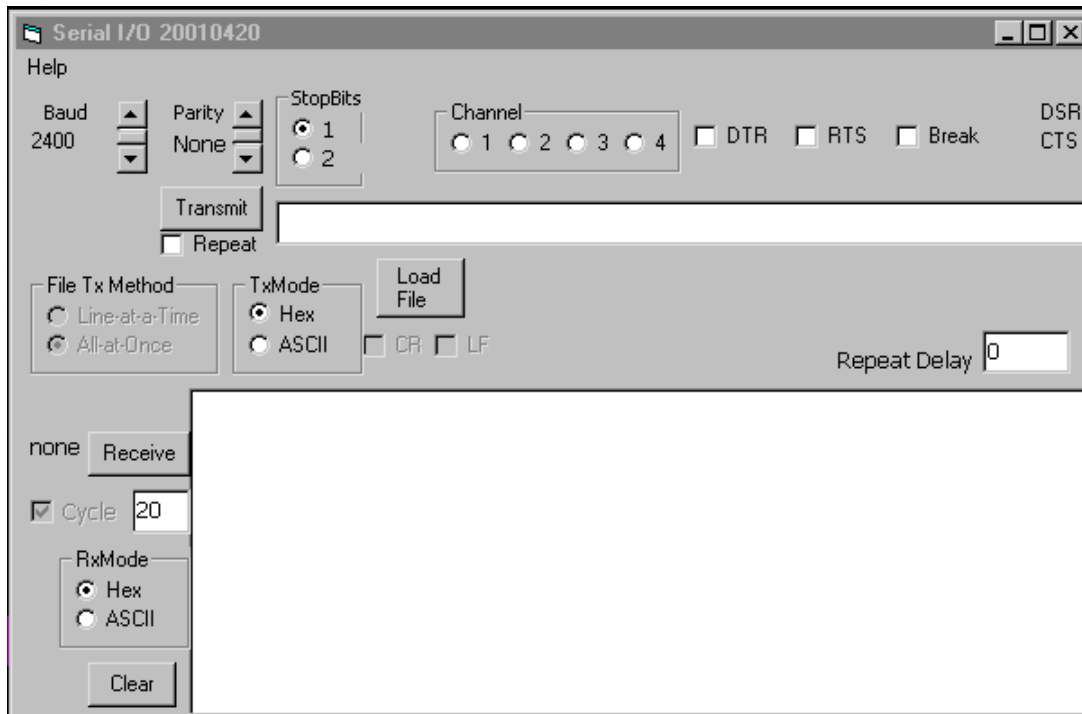 Serial I/O 20010420
Help
Baud
2400
Parity
None
StopBits
1
2
Channel
1 2 3 4
DTR
RTS
Break
DSR
CTS
Transmit
Repeat
File Tx Method
Line-at-a-Time
All-at-Once
TxMode
Hex
ASCII
Load
File
CR
LF
Repeat Delay
0
none
Receive
Cycle
20
RxMode
Hex
ASCII
Clear